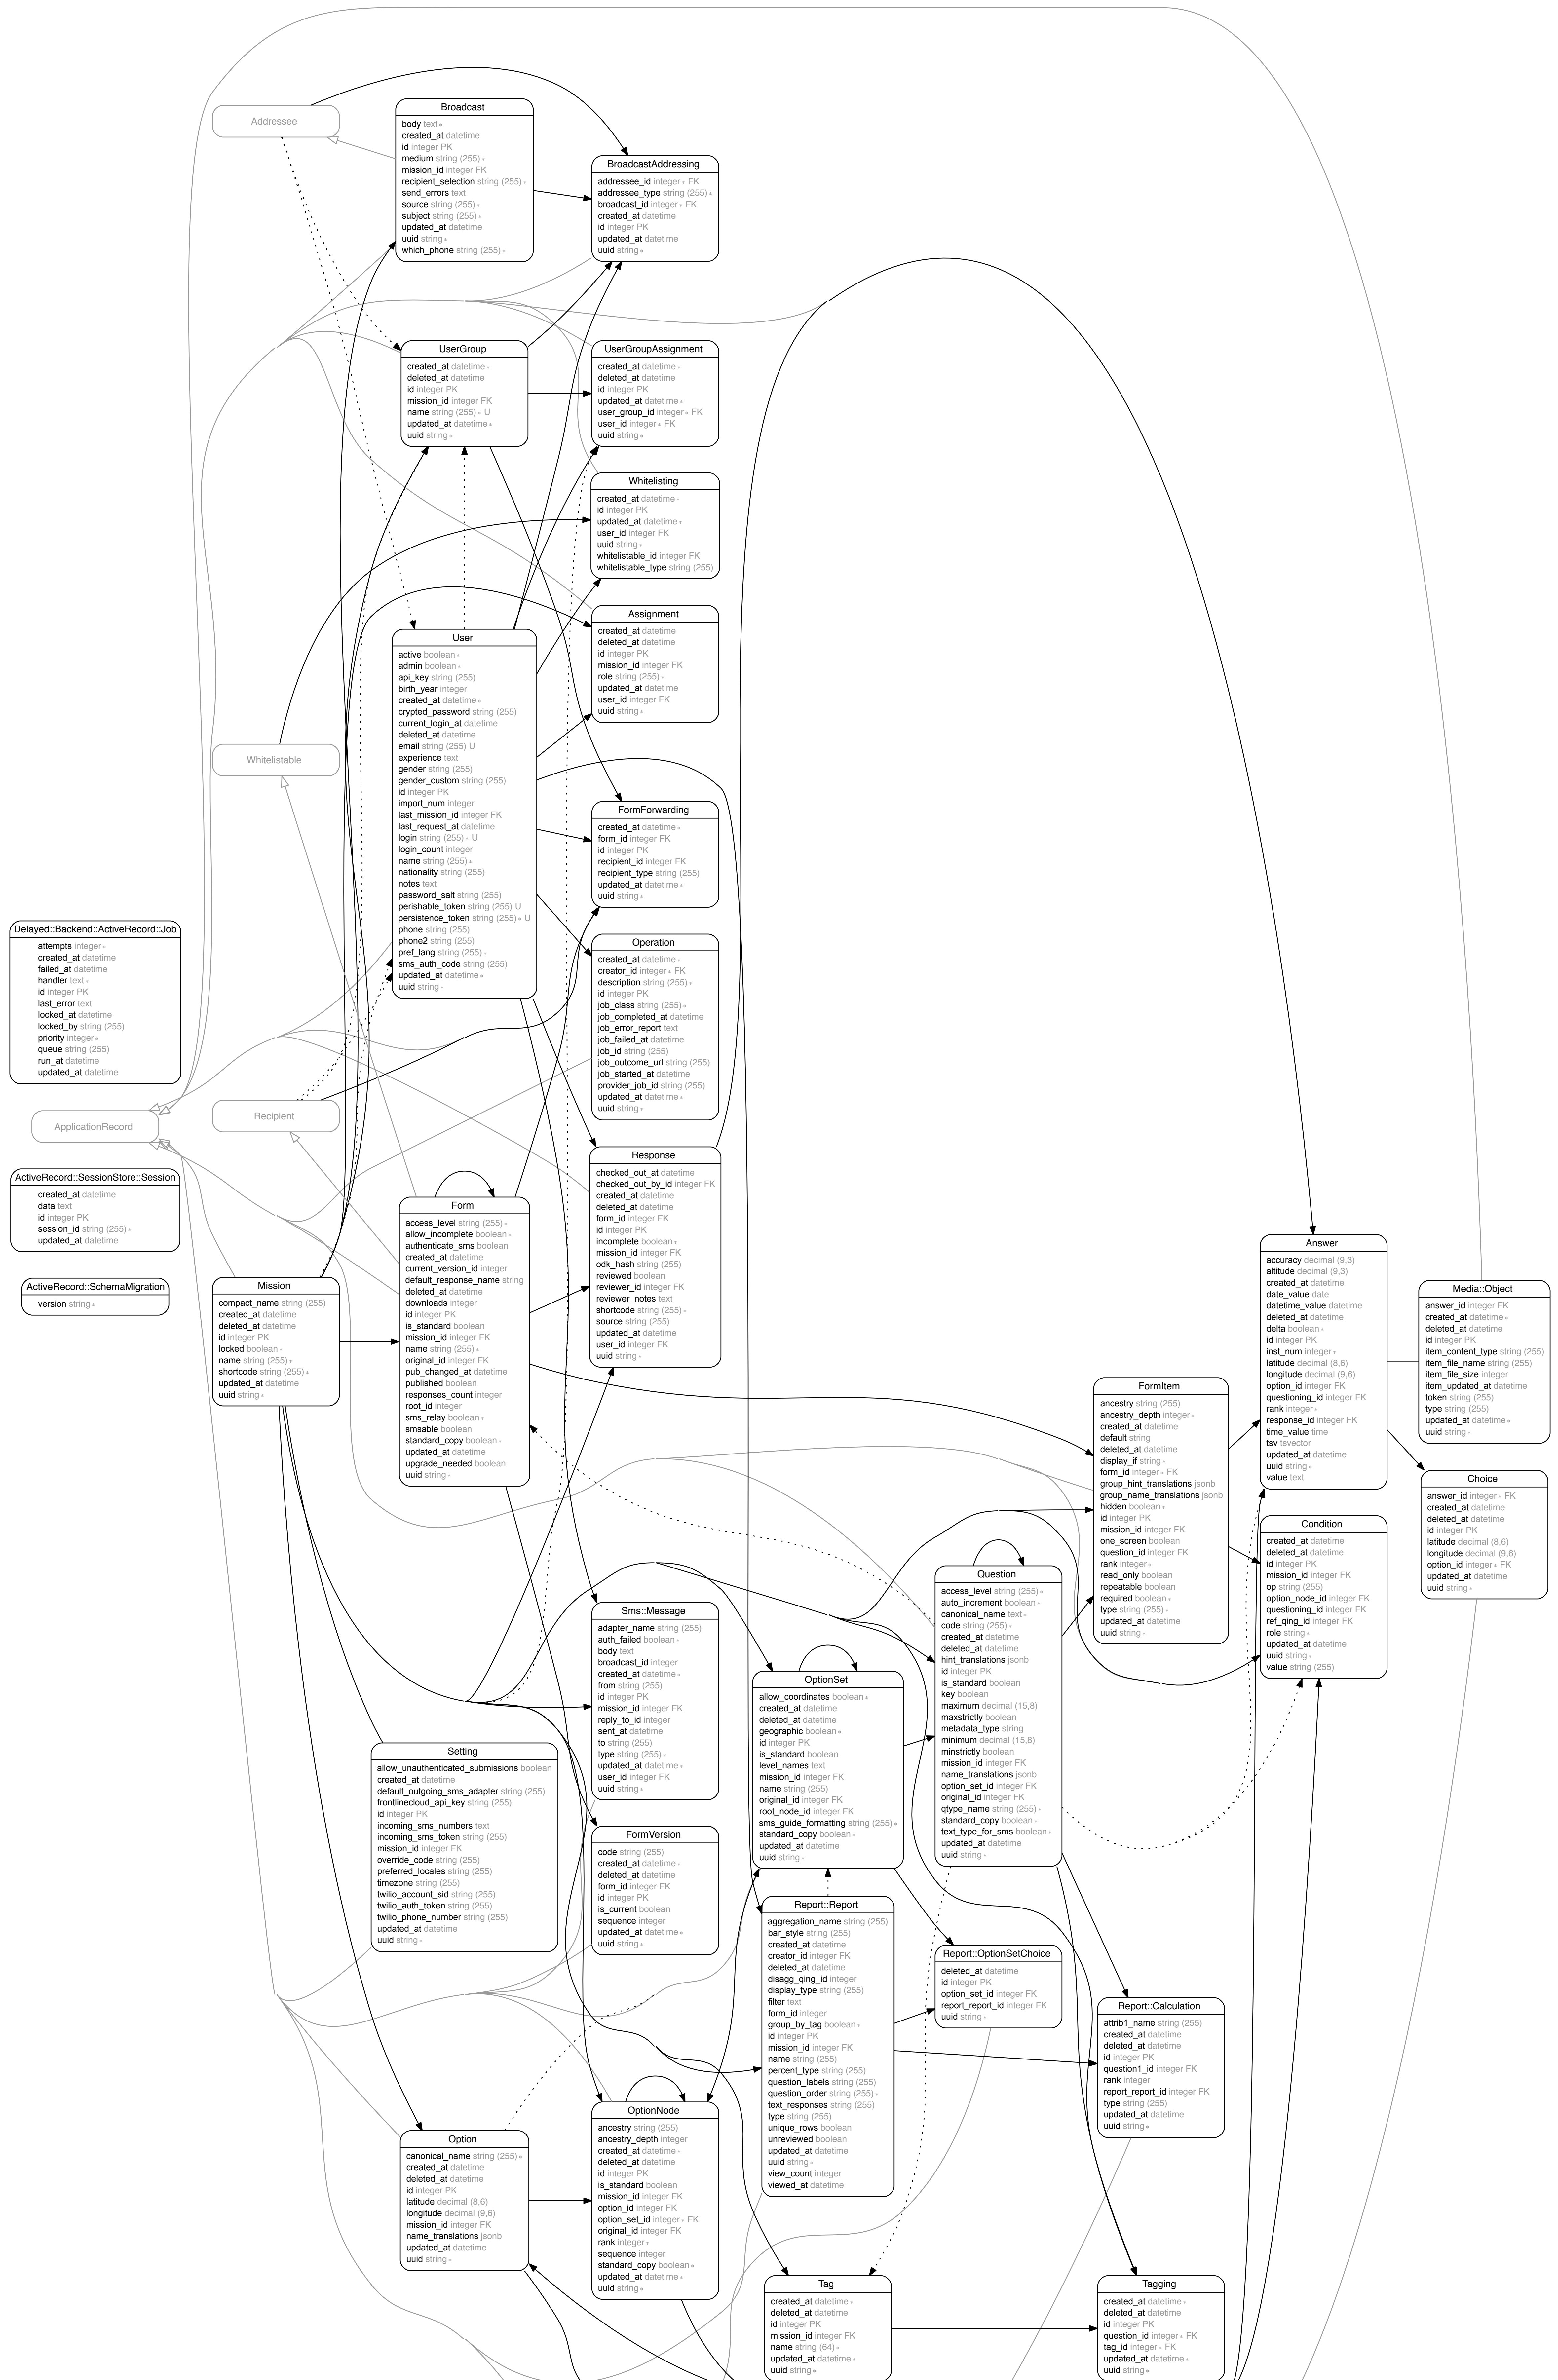 Addressee
Broadcast
body text ∗
created_at datetime
id integer PK
medium string (255) ∗
mission_id integer FK
recipient_selection string (255) ∗
send_errors text
source string (255) ∗
subject string (255) ∗
updated_at datetime
uuid string ∗
which_phone string (255) ∗
BroadcastAddressing
addressee_id integer ∗ FK
addressee_type string (255) ∗
broadcast_id integer ∗ FK
created_at datetime
id integer PK
updated_at datetime
uuid string ∗
UserGroup
created_at datetime ∗
deleted_at datetime
id integer PK
mission_id integer FK
name string (255) ∗ U
updated_at datetime ∗
uuid string ∗
UserGroupAssignment
created_at datetime ∗
deleted_at datetime
id integer PK
updated_at datetime ∗
user_group_id integer ∗ FK
user_id integer ∗ FK
uuid string ∗
Whitelisting
created_at datetime ∗
id integer PK
updated_at datetime ∗
user_id integer FK
uuid string ∗
whitelistable_id integer FK
whitelistable_type string (255)
Assignment
created_at datetime
deleted_at datetime
id integer PK
mission_id integer FK
role string (255) ∗
updated_at datetime
user_id integer FK
uuid string ∗
User
active boolean ∗
admin boolean ∗
api_key string (255)
birth_year integer
created_at datetime ∗
crypted_password string (255)
current_login_at datetime
deleted_at datetime
email string (255) U
experience text
gender string (255)
gender_custom string (255)
id integer PK
import_num integer
last_mission_id integer FK
last_request_at datetime
login string (255) ∗ U
login_count integer
name string (255) ∗
nationality string (255)
notes text
password_salt string (255)
perishable_token string (255) U
persistence_token string (255) ∗ U
phone string (255)
phone2 string (255)
pref_lang string (255) ∗
sms_auth_code string (255)
updated_at datetime ∗
uuid string ∗
Whitelistable
FormForwarding
created_at datetime ∗
form_id integer FK
id integer PK
recipient_id integer FK
recipient_type string (255)
updated_at datetime ∗
uuid string ∗
Delayed::Backend::ActiveRecord::Job
attempts integer ∗
created_at datetime
failed_at datetime
handler text ∗
id integer PK
last_error text
locked_at datetime
locked_by string (255)
priority integer ∗
queue string (255)
run_at datetime
updated_at datetime
Operation
created_at datetime ∗
creator_id integer ∗ FK
description string (255) ∗
id integer PK
job_class string (255) ∗
job_completed_at datetime
job_error_report text
job_failed_at datetime
job_id string (255)
job_outcome_url string (255)
job_started_at datetime
provider_job_id string (255)
updated_at datetime ∗
uuid string ∗
ApplicationRecord
Recipient
ActiveRecord::SessionStore::Session
created_at datetime
data text
id integer PK
session_id string (255) ∗
updated_at datetime
ActiveRecord::SchemaMigration
version string ∗
Mission
compact_name string (255)
created_at datetime
deleted_at datetime
id integer PK
locked boolean ∗
name string (255) ∗
shortcode string (255) ∗
updated_at datetime
uuid string ∗
Form
access_level string (255) ∗
allow_incomplete boolean ∗
authenticate_sms boolean
created_at datetime
current_version_id integer
default_response_name string
deleted_at datetime
downloads integer
id integer PK
is_standard boolean
mission_id integer FK
name string (255) ∗
original_id integer FK
pub_changed_at datetime
published boolean
responses_count integer
root_id integer
sms_relay boolean ∗
smsable boolean
standard_copy boolean ∗
updated_at datetime
upgrade_needed boolean
uuid string ∗
Response
checked_out_at datetime
checked_out_by_id integer FK
created_at datetime
deleted_at datetime
form_id integer FK
id integer PK
incomplete boolean ∗
mission_id integer FK
odk_hash string (255)
reviewed boolean
reviewer_id integer FK
reviewer_notes text
shortcode string (255) ∗
source string (255)
updated_at datetime
user_id integer FK
uuid string ∗
Answer
accuracy decimal (9,3)
altitude decimal (9,3)
created_at datetime
date_value date
datetime_value datetime
deleted_at datetime
delta boolean ∗
id integer PK
inst_num integer ∗
latitude decimal (8,6)
longitude decimal (9,6)
option_id integer FK
questioning_id integer FK
rank integer ∗
response_id integer FK
time_value time
tsv tsvector
updated_at datetime
uuid string ∗
value text
Media::Object
answer_id integer FK
created_at datetime ∗
deleted_at datetime
id integer PK
item_content_type string (255)
item_file_name string (255)
item_file_size integer
item_updated_at datetime
token string (255)
type string (255)
updated_at datetime ∗
uuid string ∗
FormItem
ancestry string (255)
ancestry_depth integer ∗
created_at datetime
default string
deleted_at datetime
display_if string ∗
form_id integer ∗ FK
group_hint_translations jsonb
group_name_translations jsonb
hidden boolean ∗
id integer PK
mission_id integer FK
one_screen boolean
question_id integer FK
rank integer ∗
read_only boolean
repeatable boolean
required boolean ∗
type string (255) ∗
updated_at datetime
uuid string ∗
Choice
answer_id integer ∗ FK
created_at datetime
deleted_at datetime
id integer PK
latitude decimal (8,6)
longitude decimal (9,6)
option_id integer ∗ FK
updated_at datetime
uuid string ∗
Condition
created_at datetime
deleted_at datetime
id integer PK
mission_id integer FK
op string (255)
option_node_id integer FK
questioning_id integer FK
ref_qing_id integer FK
role string ∗
updated_at datetime
uuid string ∗
value string (255)
Question
access_level string (255) ∗
auto_increment boolean ∗
canonical_name text ∗
code string (255) ∗
created_at datetime
deleted_at datetime
hint_translations jsonb
id integer PK
is_standard boolean
key boolean
maximum decimal (15,8)
maxstrictly boolean
metadata_type string
minimum decimal (15,8)
minstrictly boolean
mission_id integer FK
name_translations jsonb
option_set_id integer FK
original_id integer FK
qtype_name string (255) ∗
standard_copy boolean ∗
text_type_for_sms boolean ∗
updated_at datetime
uuid string ∗
Sms::Message
adapter_name string (255)
auth_failed boolean ∗
body text
broadcast_id integer
created_at datetime ∗
from string (255)
id integer PK
mission_id integer FK
reply_to_id integer
sent_at datetime
to string (255)
type string (255) ∗
updated_at datetime ∗
user_id integer FK
uuid string ∗
OptionSet
allow_coordinates boolean ∗
created_at datetime
deleted_at datetime
geographic boolean ∗
id integer PK
is_standard boolean
level_names text
mission_id integer FK
name string (255)
original_id integer FK
root_node_id integer FK
sms_guide_formatting string (255) ∗
standard_copy boolean ∗
updated_at datetime
uuid string ∗
Setting
allow_unauthenticated_submissions boolean
created_at datetime
default_outgoing_sms_adapter string (255)
frontlinecloud_api_key string (255)
id integer PK
incoming_sms_numbers text
incoming_sms_token string (255)
mission_id integer FK
override_code string (255)
preferred_locales string (255)
timezone string (255)
twilio_account_sid string (255)
twilio_auth_token string (255)
twilio_phone_number string (255)
updated_at datetime
uuid string ∗
FormVersion
code string (255)
created_at datetime ∗
deleted_at datetime
form_id integer FK
id integer PK
is_current boolean
sequence integer
updated_at datetime ∗
uuid string ∗
Report::Report
aggregation_name string (255)
bar_style string (255)
created_at datetime
creator_id integer FK
deleted_at datetime
disagg_qing_id integer
display_type string (255)
filter text
form_id integer
group_by_tag boolean ∗
id integer PK
mission_id integer FK
name string (255)
percent_type string (255)
question_labels string (255)
question_order string (255) ∗
text_responses string (255)
type string (255)
unique_rows boolean
unreviewed boolean
updated_at datetime
uuid string ∗
view_count integer
viewed_at datetime
Report::OptionSetChoice
deleted_at datetime
id integer PK
option_set_id integer FK
report_report_id integer FK
uuid string ∗
Report::Calculation
attrib1_name string (255)
created_at datetime
deleted_at datetime
id integer PK
question1_id integer FK
rank integer
report_report_id integer FK
type string (255)
updated_at datetime
uuid string ∗
Option
canonical_name string (255) ∗
created_at datetime
deleted_at datetime
id integer PK
latitude decimal (8,6)
longitude decimal (9,6)
mission_id integer FK
name_translations jsonb
updated_at datetime
uuid string ∗
OptionNode
ancestry string (255)
ancestry_depth integer
created_at datetime ∗
deleted_at datetime
id integer PK
is_standard boolean
mission_id integer FK
option_id integer FK
option_set_id integer ∗ FK
original_id integer FK
rank integer ∗
sequence integer
standard_copy boolean ∗
updated_at datetime ∗
uuid string ∗
Tag
created_at datetime ∗
deleted_at datetime
id integer PK
mission_id integer FK
name string (64) ∗
updated_at datetime ∗
uuid string ∗
Tagging
created_at datetime ∗
deleted_at datetime
id integer PK
question_id integer ∗ FK
tag_id integer ∗ FK
updated_at datetime ∗
uuid string ∗